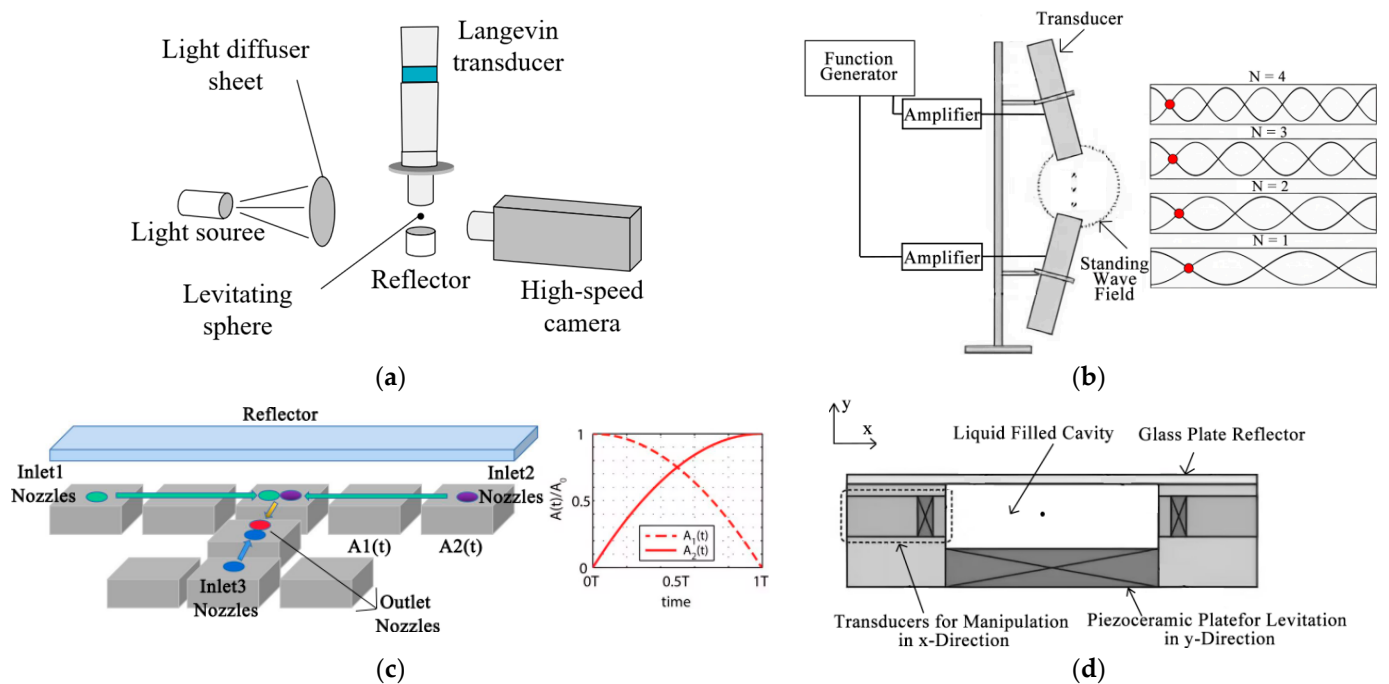 (a)
Light diffuser
sheet
Langevin
transducer
Light souree
Levitating
sphere
Reflector
High-speed
camera
(b)
Transducer
Function
Generator
Amplifier
Amplifier
Standing
Wave
Field
N = 4
N = 3
N = 2
N = 1
(c)
Reflector
Inlet1
Nozzles
Inlet2
Nozzles
A1(t)
A2(t)
Inlet3
Nozzles
Outlet
Nozzles
A(t)/A₀
1
0.5
0
0T
0.5T
1T
time
A₁(t)
A₂(t)
(d)
y
x
Liquid Filled Cavity
Glass Plate Reflector
Transducers for Manipulation
in x-Direction
Piezoceramic Platefor Levitation
in y-Direction